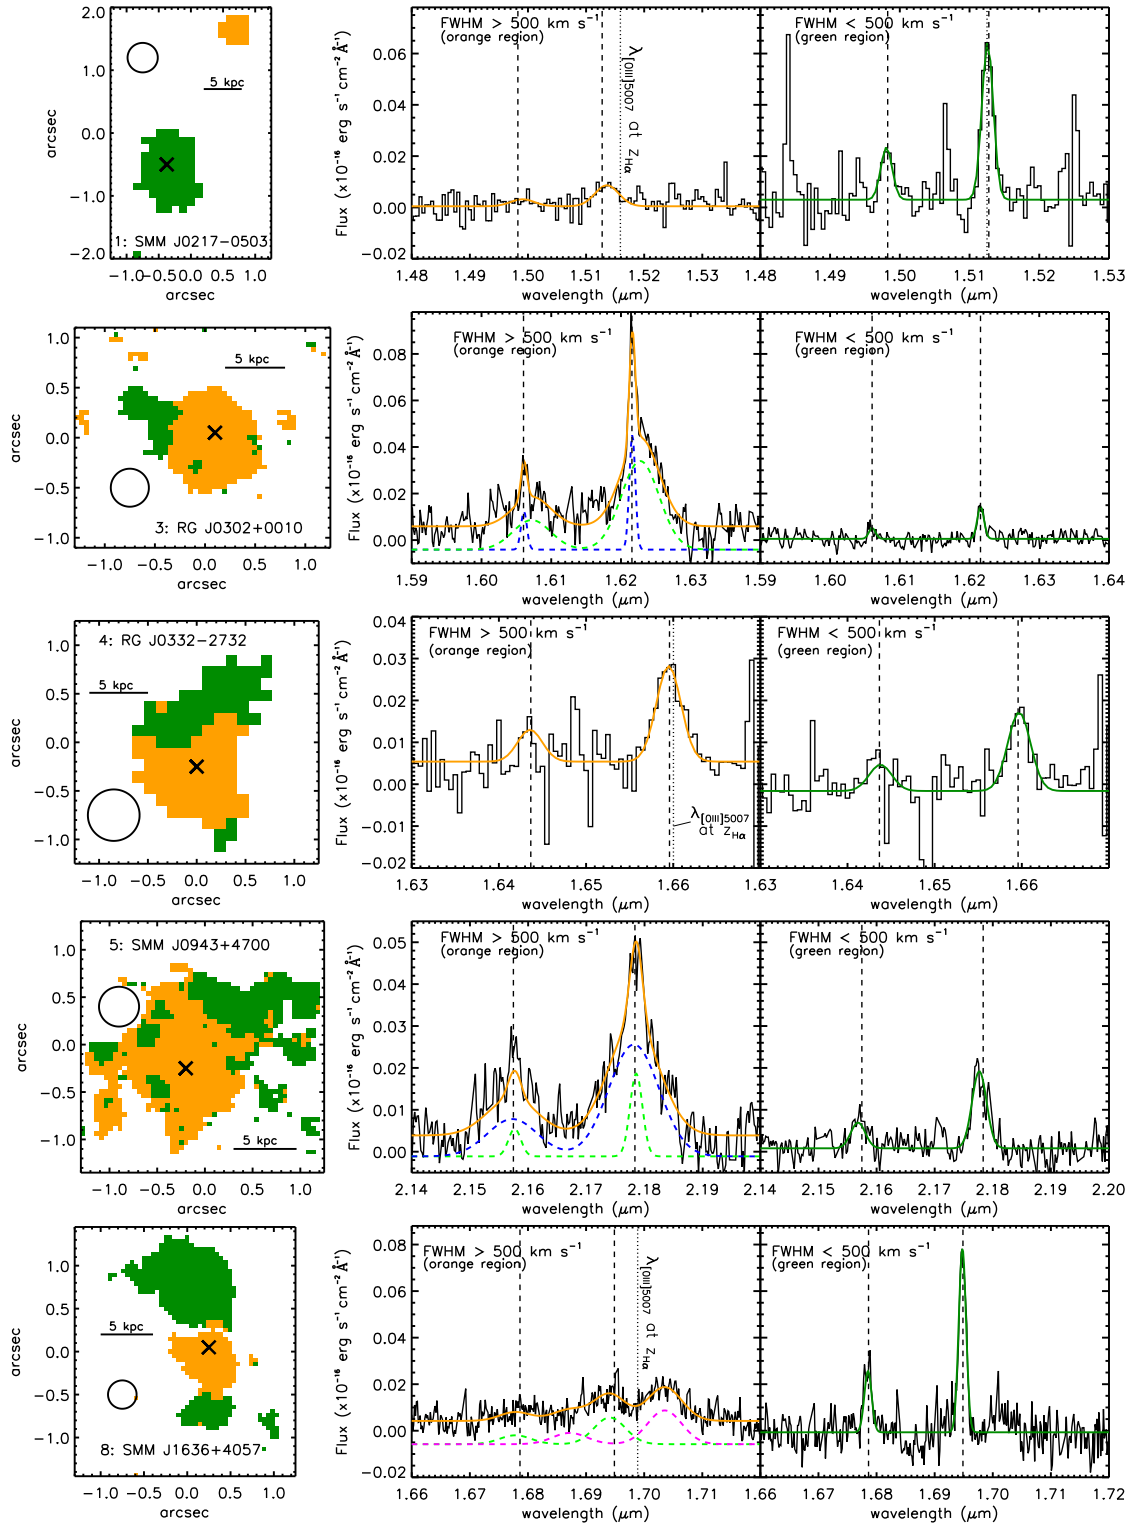 2.0
1.0
0.0
−1.0
−2.0
arcsec
5 kpc
1: SMM J0217−0503
−1.0−0.5 0.0 0.5 1.0
arcsec
Flux (x10⁻¹⁶ erg s⁻¹ cm⁻² Å⁻¹)
0.06
0.04
0.02
0.00
−0.02
FWHM > 500 km s⁻¹
(orange region)
λ[OIII]5007 at zHα
1.48 1.49 1.50 1.51 1.52 1.53
wavelength (μm)
FWHM < 500 km s⁻¹
(green region)
1.48 1.49 1.50 1.51 1.52 1.53
wavelength (μm)
1.0
0.5
0.0
−0.5
−1.0
arcsec
5 kpc
3: RG J0302+0010
−1.0 −0.5 0.0 0.5 1.0
arcsec
Flux (x10⁻¹⁶ erg s⁻¹ cm⁻² Å⁻¹)
0.08
0.06
0.04
0.02
0.00
FWHM > 500 km s⁻¹
(orange region)
1.59 1.60 1.61 1.62 1.63
wavelength (μm)
FWHM < 500 km s⁻¹
(green region)
1.59 1.60 1.61 1.62 1.63 1.64
wavelength (μm)
1.0
0.5
0.0
−0.5
−1.0
arcsec
4: RG J0332−2732
5 kpc
−1.0 −0.5 0.0 0.5 1.0
arcsec
Flux (x10⁻¹⁶ erg s⁻¹ cm⁻² Å⁻¹)
0.03
0.02
0.01
0.00
−0.01
−0.02
FWHM > 500 km s⁻¹
(orange region)
λ[OIII]5007
at zHα
1.63 1.64 1.65 1.66
wavelength (μm)
FWHM < 500 km s⁻¹
(green region)
1.63 1.64 1.65 1.66
wavelength (μm)
1.0
0.5
0.0
−0.5
−1.0
arcsec
5: SMM J0943+4700
5 kpc
−1.0 −0.5 0.0 0.5 1.0
arcsec
Flux (x10⁻¹⁶ erg s⁻¹ cm⁻² Å⁻¹)
0.05
0.04
0.03
0.02
0.01
0.00
FWHM > 500 km s⁻¹
(orange region)
2.14 2.15 2.16 2.17 2.18 2.19
wavelength (μm)
FWHM < 500 km s⁻¹
(green region)
2.14 2.15 2.16 2.17 2.18 2.19 2.20
wavelength (μm)
1.0
0.5
0.0
−0.5
−1.0
arcsec
5 kpc
8: SMM J1636+4057
−1.0 −0.5 0.0 0.5 1.0
arcsec
Flux (x10⁻¹⁶ erg s⁻¹ cm⁻² Å⁻¹)
0.08
0.06
0.04
0.02
0.00
−0.02
FWHM > 500 km s⁻¹
(orange region)
λ[OIII]5007 at zHα
1.66 1.67 1.68 1.69 1.70 1.71
wavelength (μm)
FWHM < 500 km s⁻¹
(green region)
1.66 1.67 1.68 1.69 1.70 1.71 1.72
wavelength (μm)